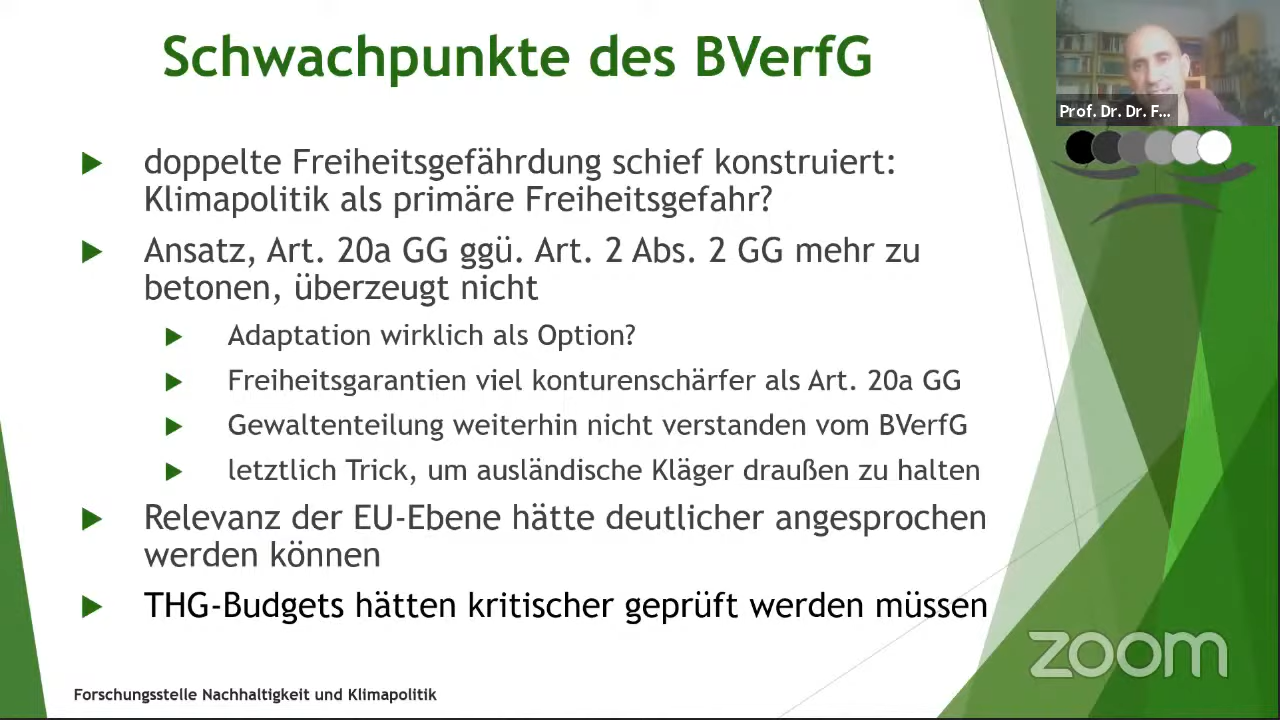 Schwachpunkte des BVerfG
Prof. Dr. Dr. F...
doppelte Freiheitsgefährdung schief konstruiert:
Klimapolitik als primäre Freiheitsgefahr?
Ansatz, Art. 20a GG ggü. Art. 2 Abs. 2 GG mehr zu
betonen, überzeugt nicht
Adaptation wirklich als Option?
Freiheitsgarantien viel konturenschärfer als Art. 20a GG
Gewaltenteilung weiterhin nicht verstanden vom BVerfG
letztlich Trick, um ausländische Kläger draußen zu halten
Relevanz der EU-Ebene hätte deutlicher angesprochen
werden können
THG-Budgets hätten kritischer geprüft werden müssen
zoom
Forschungsstelle Nachhaltigkeit und Klimapolitik